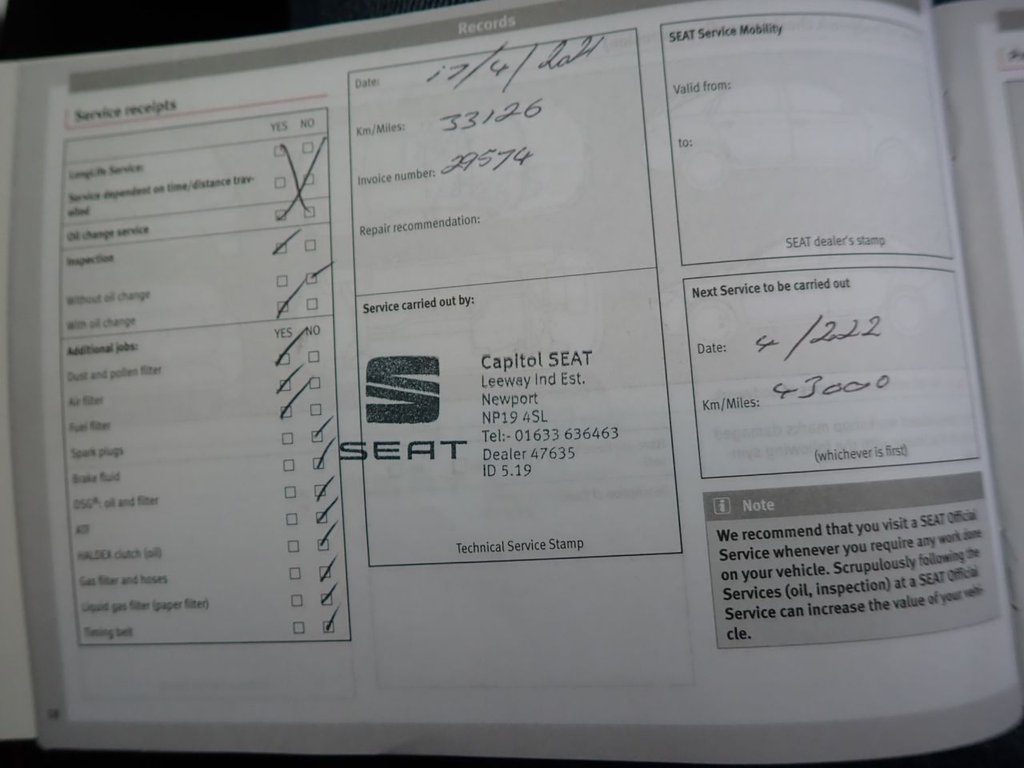 Records
Service receipts
YES NO
LongLife Service:
Service dependent on time/distance trav-
elled
Oil change service
Inspection
Without oil change
With oil change
Additional jobs:
YES NO
Dust and pollen filter
Air filter
Fuel filter
Spark plugs
Brake fluid
DSG®, oil and filter
ATF
HALDEX clutch (oil)
Gas filter and hoses
Liquid gas filter (paper filter)
Timing belt
Date: 17/4/2021
Km/Miles: 33126
Invoice number: 29574
Repair recommendation:
Service carried out by:
SEAT
Capitol SEAT
Leeway Ind Est.
Newport
NP19 4SL
Tel:- 01633 636463
Dealer 47635
ID 5.19
Technical Service Stamp
SEAT Service Mobility
Valid from:
to:
SEAT dealer's stamp
Next Service to be carried out
Date: 4/222
Km/Miles: 43000
(whichever is first)
i Note
We recommend that you visit a SEAT Official
Service whenever you require any work done
on your vehicle. Scrupulously following the
Services (oil, inspection) at a SEAT Official
Service can increase the value of your vehi-
cle.